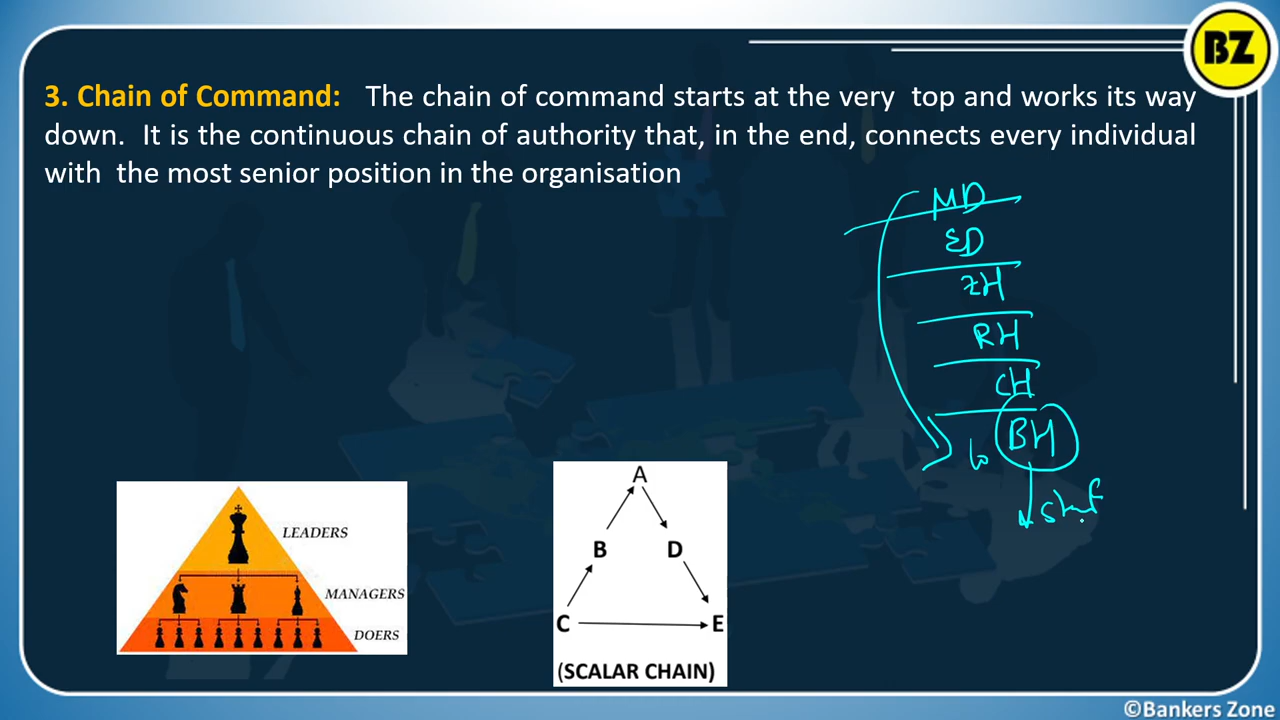 BZ
3. Chain of Command: The chain of command starts at the very top and works its way
down. It is the continuous chain of authority that, in the end, connects every individual
with the most senior position in the organisation
MD
ED
ZH
RH
CH
BH
staf
LEADERS
MANAGERS
DOERS
A
B D
C E
(SCALAR CHAIN)
©Bankers Zone